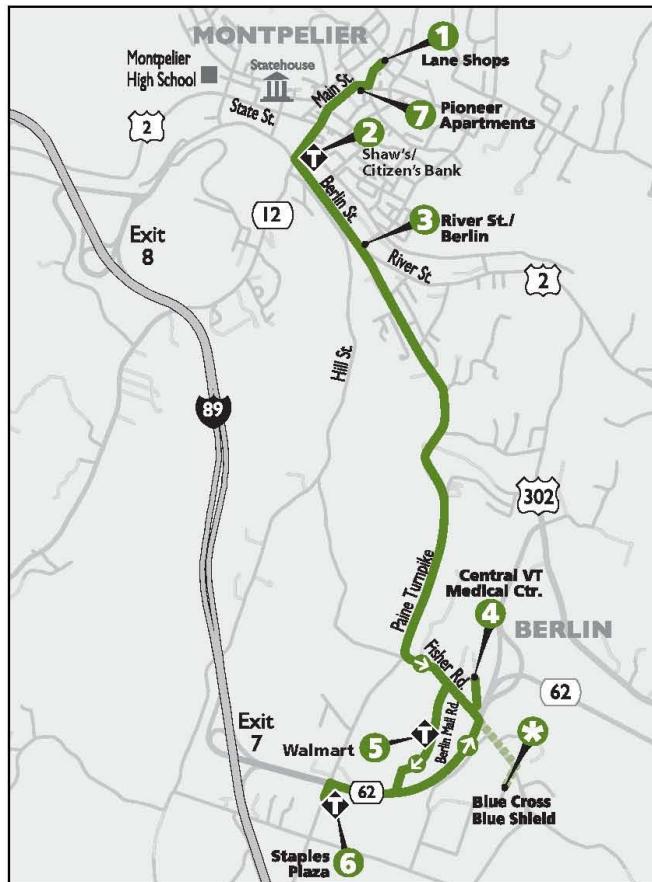 MONTPELIER
1
Lane Shops
Montpelier
High School
Statehouse
Main St.
7
Pioneer
Apartments
2
State St.
T
2
Shaw's/
Citizen's Bank
12
Berlin St.
3
River St./
Berlin
Exit
8
River St.
2
Hill St.
89
302
Paine Turnpike
Central VT
Medical Ctr.
4
BERLIN
Fisher Rd.
62
Exit
7
Walmart
5
T
Berlin Mall Rd.
*
62
Blue Cross
Blue Shield
T
Staples
Plaza
6